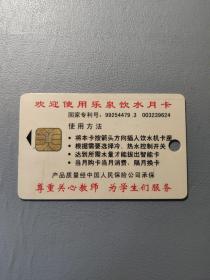 欢迎使用乐泉饮水月卡
国家专利号：99254479.3 003239624
使用方法
◆ 将本卡按箭头方向插入饮水机卡座
◆ 根据需要选择冷、热水控制开关
◆ 达到所需水量才能拔出智能卡
◆ 当月购卡当月消费、隔月换卡
产品质量经中国人民保险公司承保
尊重关心教师 为学生们服务